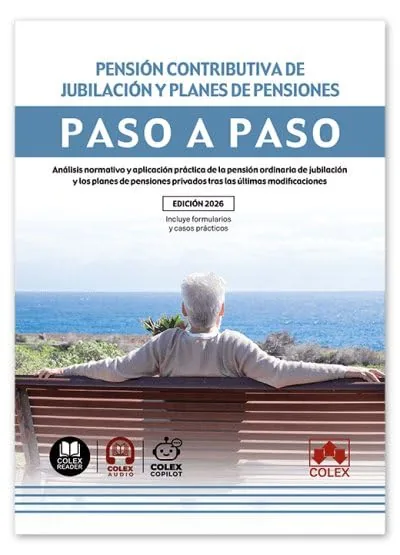 PENSIÓN CONTRIBUTIVA DE
JUBILACIÓN Y PLANES DE PENSIONES
PASO A PASO
Análisis normativo y aplicación práctica de la pensión ordinaria de jubilación
y los planes de pensiones privados tras las últimas modificaciones
EDICIÓN 2026
Incluye formularios
y casos prácticos
COLEX
READER
COLEX
AUDIO
COLEX
COPILOT
COLEX